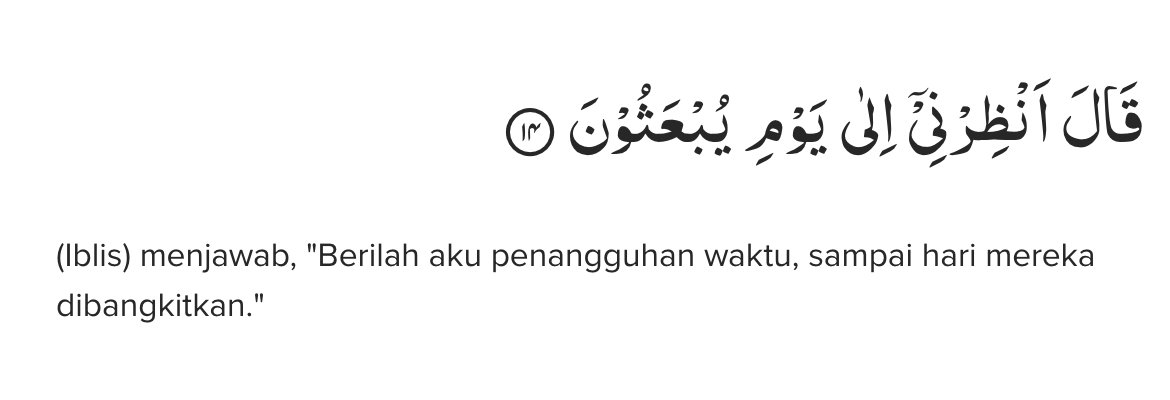 قَالَ اَنْظِرْنِيْٓ اِلٰى يَوْمِ يُبْعَثُوْنَ ١٤
(Iblis) menjawab, "Berilah aku penangguhan waktu, sampai hari mereka
dibangkitkan."